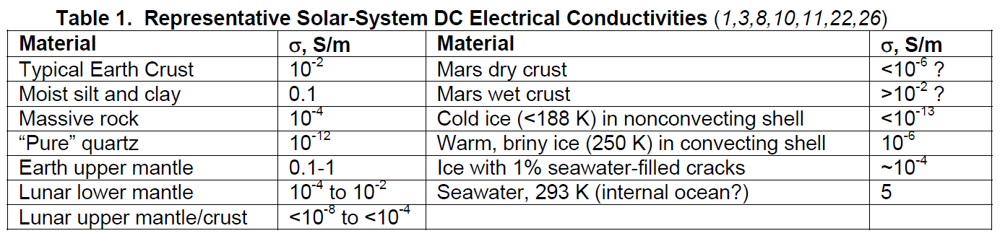 Table 1. Representative Solar-System DC Electrical Conductivities (1,3,8,10,11,22,26)
Material σ, S/m Material σ, S/m
Typical Earth Crust 10⁻² Mars dry crust <10⁻⁶ ?
Moist silt and clay 0.1 Mars wet crust >10⁻² ?
Massive rock 10⁻⁴ Cold ice (<188 K) in nonconvecting shell <10⁻¹³
“Pure” quartz 10⁻¹² Warm, briny ice (250 K) in convecting shell 10⁻⁶
Earth upper mantle 0.1-1 Ice with 1% seawater-filled cracks ~10⁻⁴
Lunar lower mantle 10⁻⁴ to 10⁻² Seawater, 293 K (internal ocean?) 5
Lunar upper mantle/crust <10⁻⁸ to <10⁻⁴